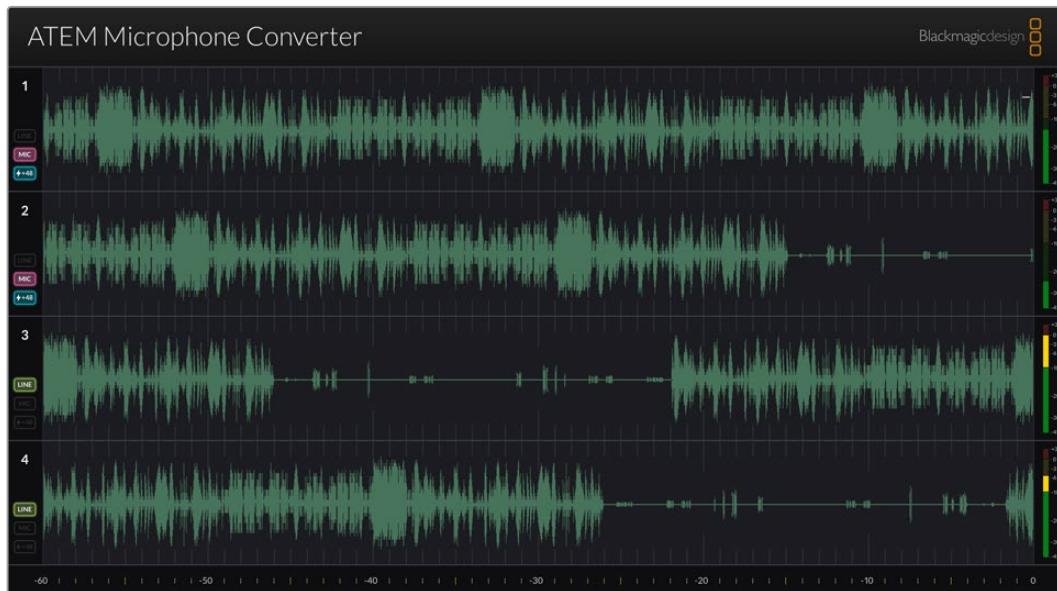 ATEM Microphone Converter
Blackmagicdesign
1
LINE
MIC
+48
2
LINE
MIC
+48
3
LINE
MIC
+48
4
LINE
MIC
+48
-60 -50 -40 -30 -20 -10 0